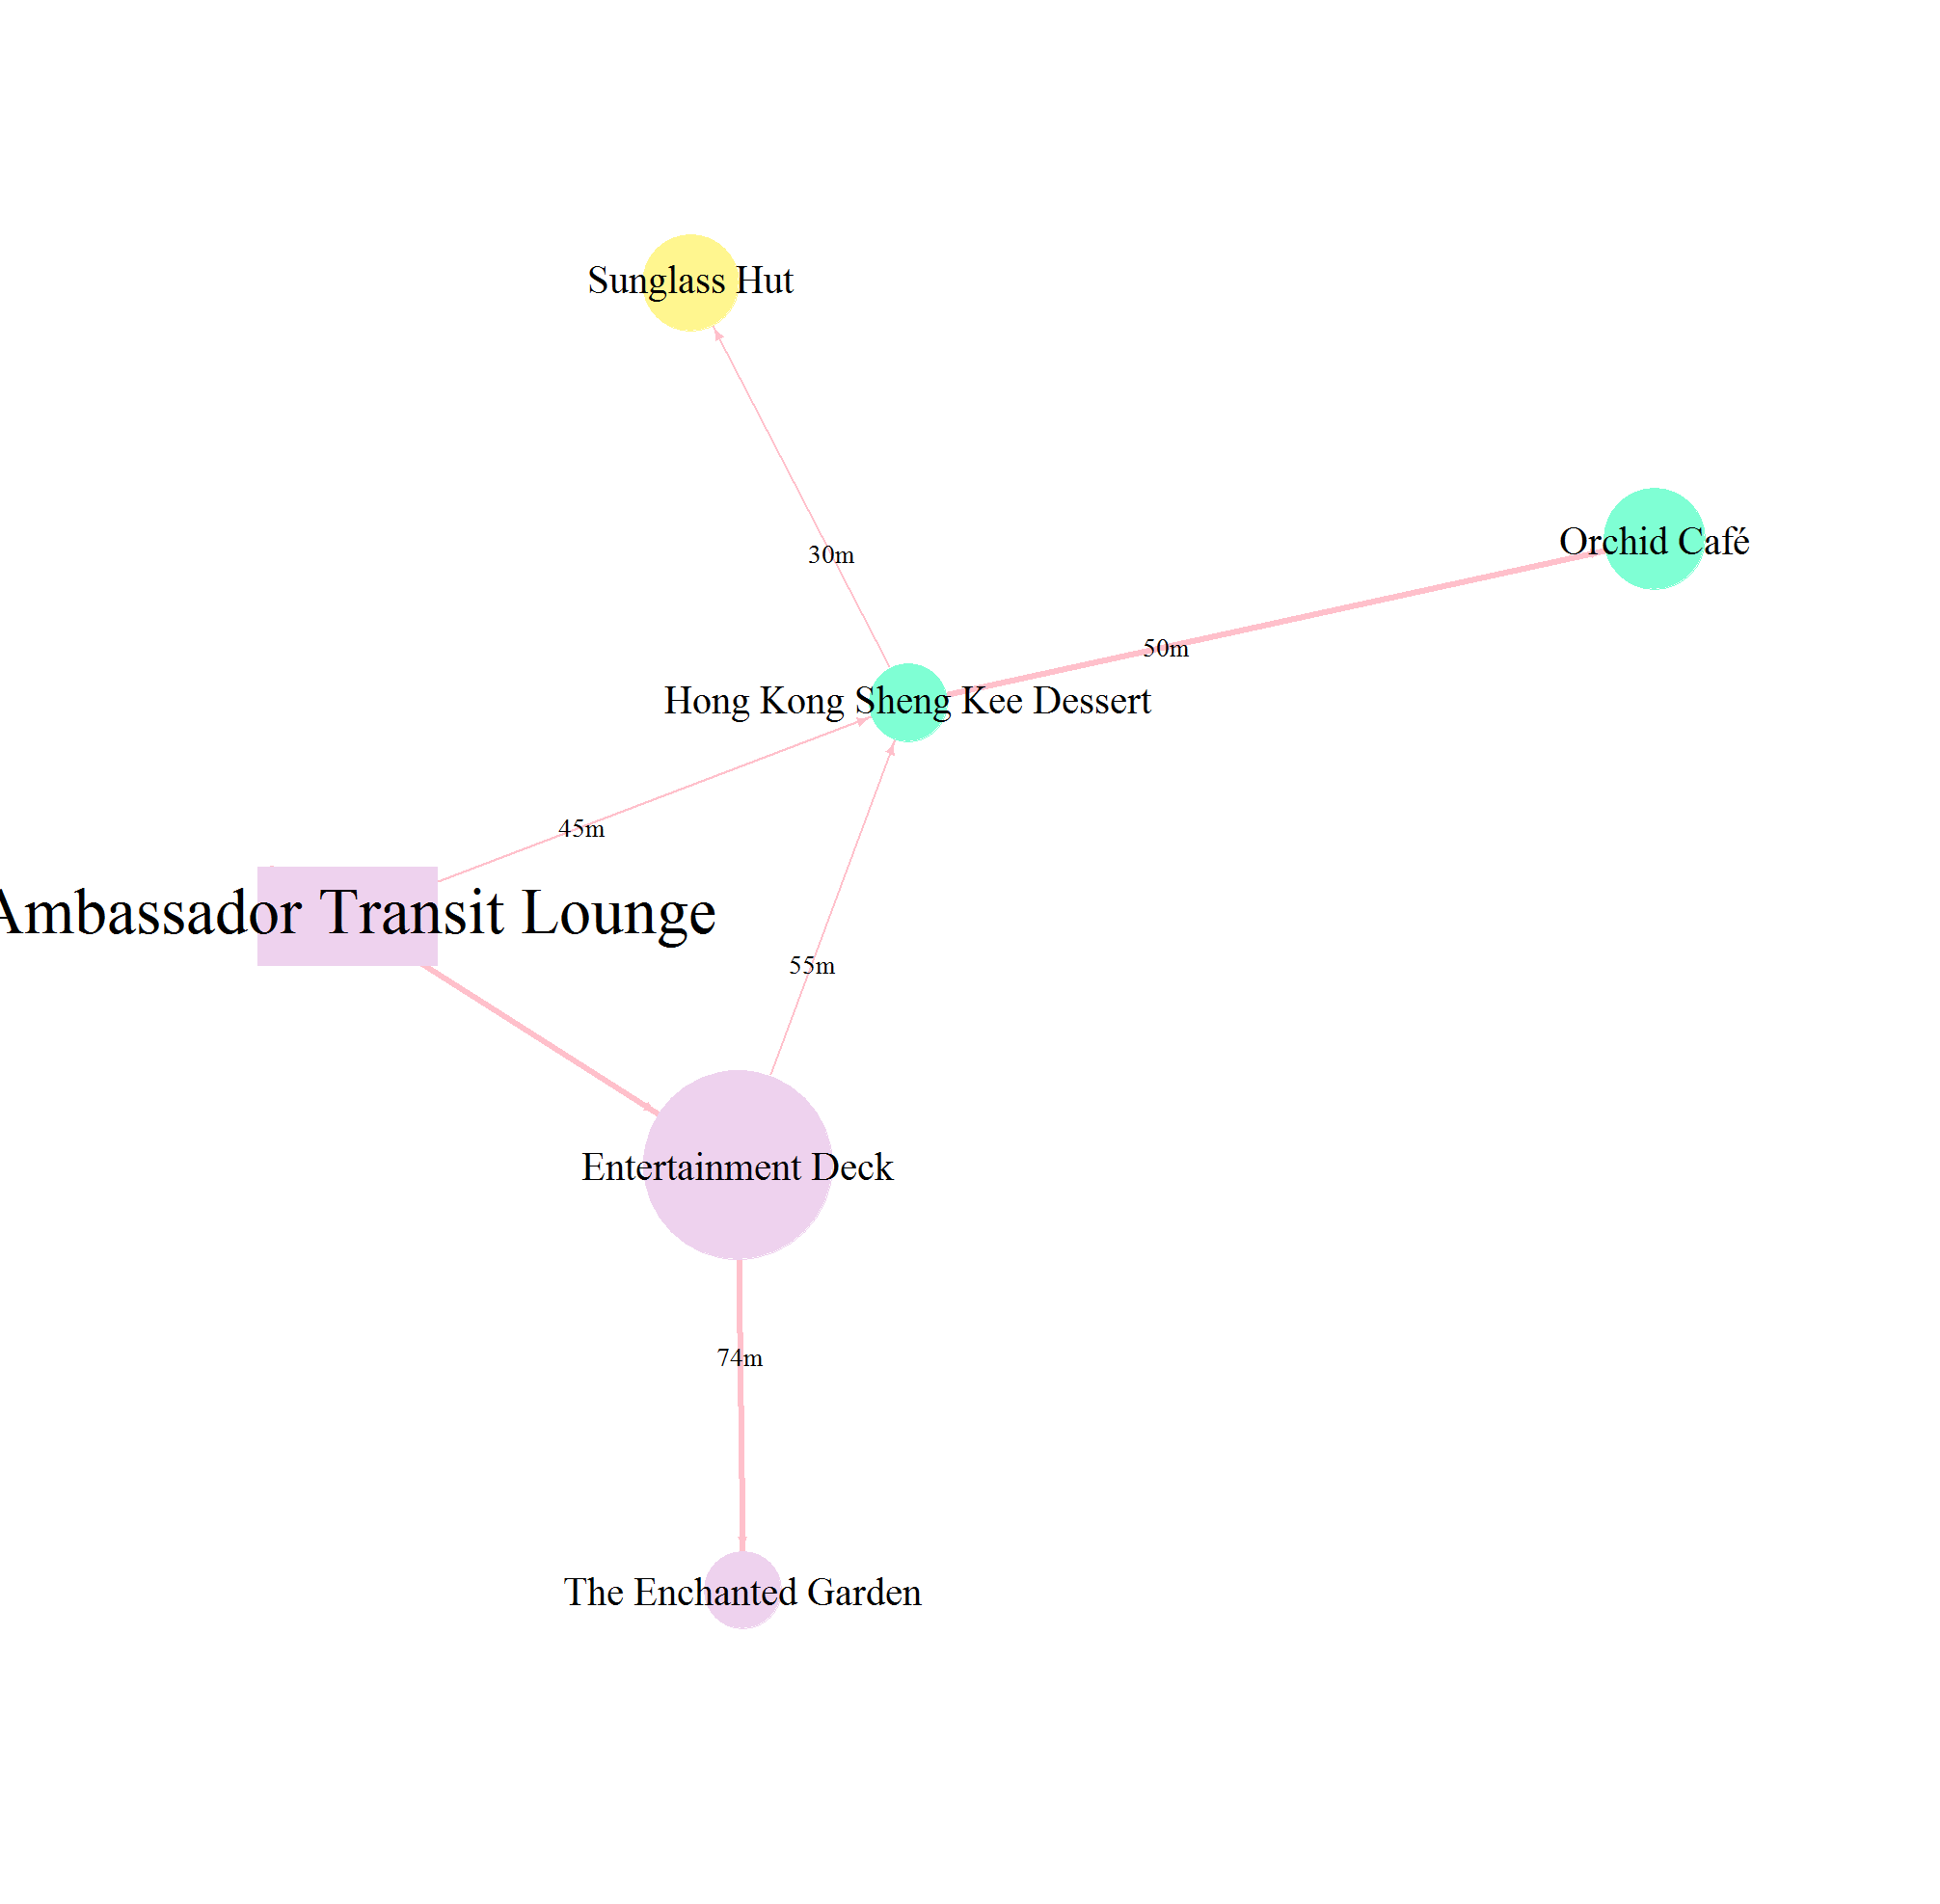 Sunglass Hut
Orchid Café
30m
50m
Hong Kong Sheng Kee Dessert
45m
Ambassador Transit Lounge
55m
Entertainment Deck
74m
The Enchanted Garden